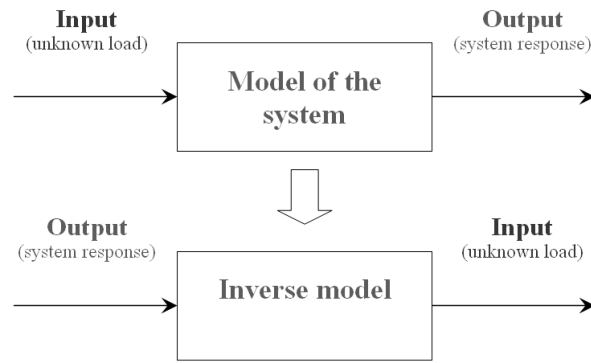 Input
(unknown load)
Output
(system response)
Model of the
system
Output
(system response)
Input
(unknown load)
Inverse model